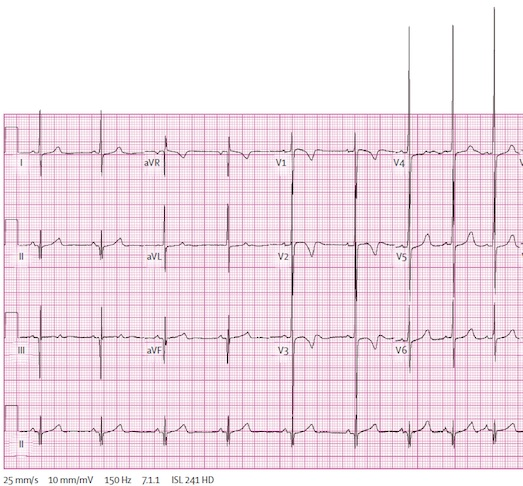 I aVR V1 V4 V
II aVL V2 V5
III aVF V3 V6
II
25 mm/s 10 mm/mV 150 Hz 7.1.1 ISL 241 HD